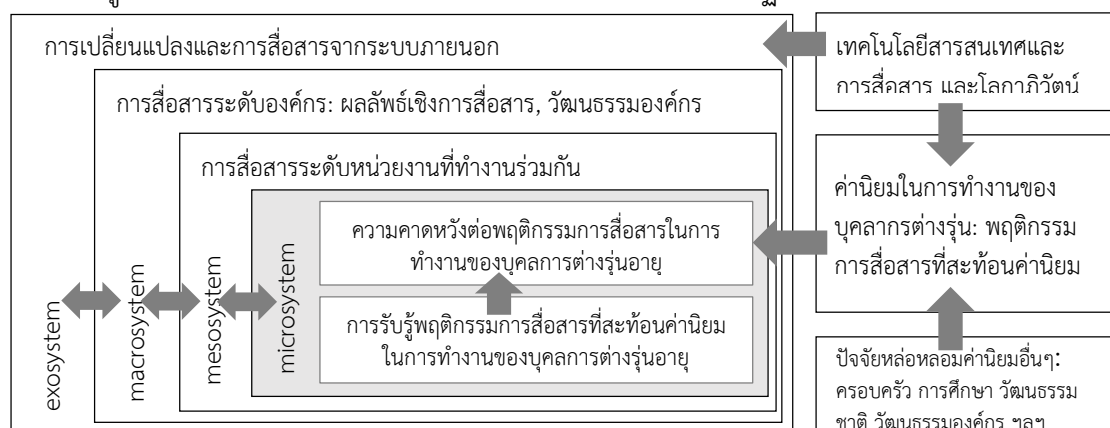 การเปลี่ยนแปลงและการสื่อสารจากระบบภายนอก
การสื่อสารระดับองค์กร: ผลลัพธ์เชิงการสื่อสาร, วัฒนธรรมองค์กร
การสื่อสารระดับหน่วยงานที่ทำงานร่วมกัน
ความคาดหวังต่อพฤติกรรมการสื่อสารในการ
ทำงานของบุคลการต่างรุ่นอายุ
การรับรู้พฤติกรรมการสื่อสารที่สะท้อนค่านิยม
ในการทำงานของบุคลการต่างรุ่นอายุ
exosystem
macrosystem
mesosystem
microsystem
เทคโนโลยีสารสนเทศและ
การสื่อสาร และโลกาภิวัตน์
ค่านิยมในการทำงานของ
บุคลากรต่างรุ่น: พฤติกรรม
การสื่อสารที่สะท้อนค่านิยม
ปัจจัยหล่อหลอมค่านิยมอื่นๆ:
ครอบครัว การศึกษา วัฒนธรรม
ชาติ วัฒนธรรมองค์กร ฯลฯ